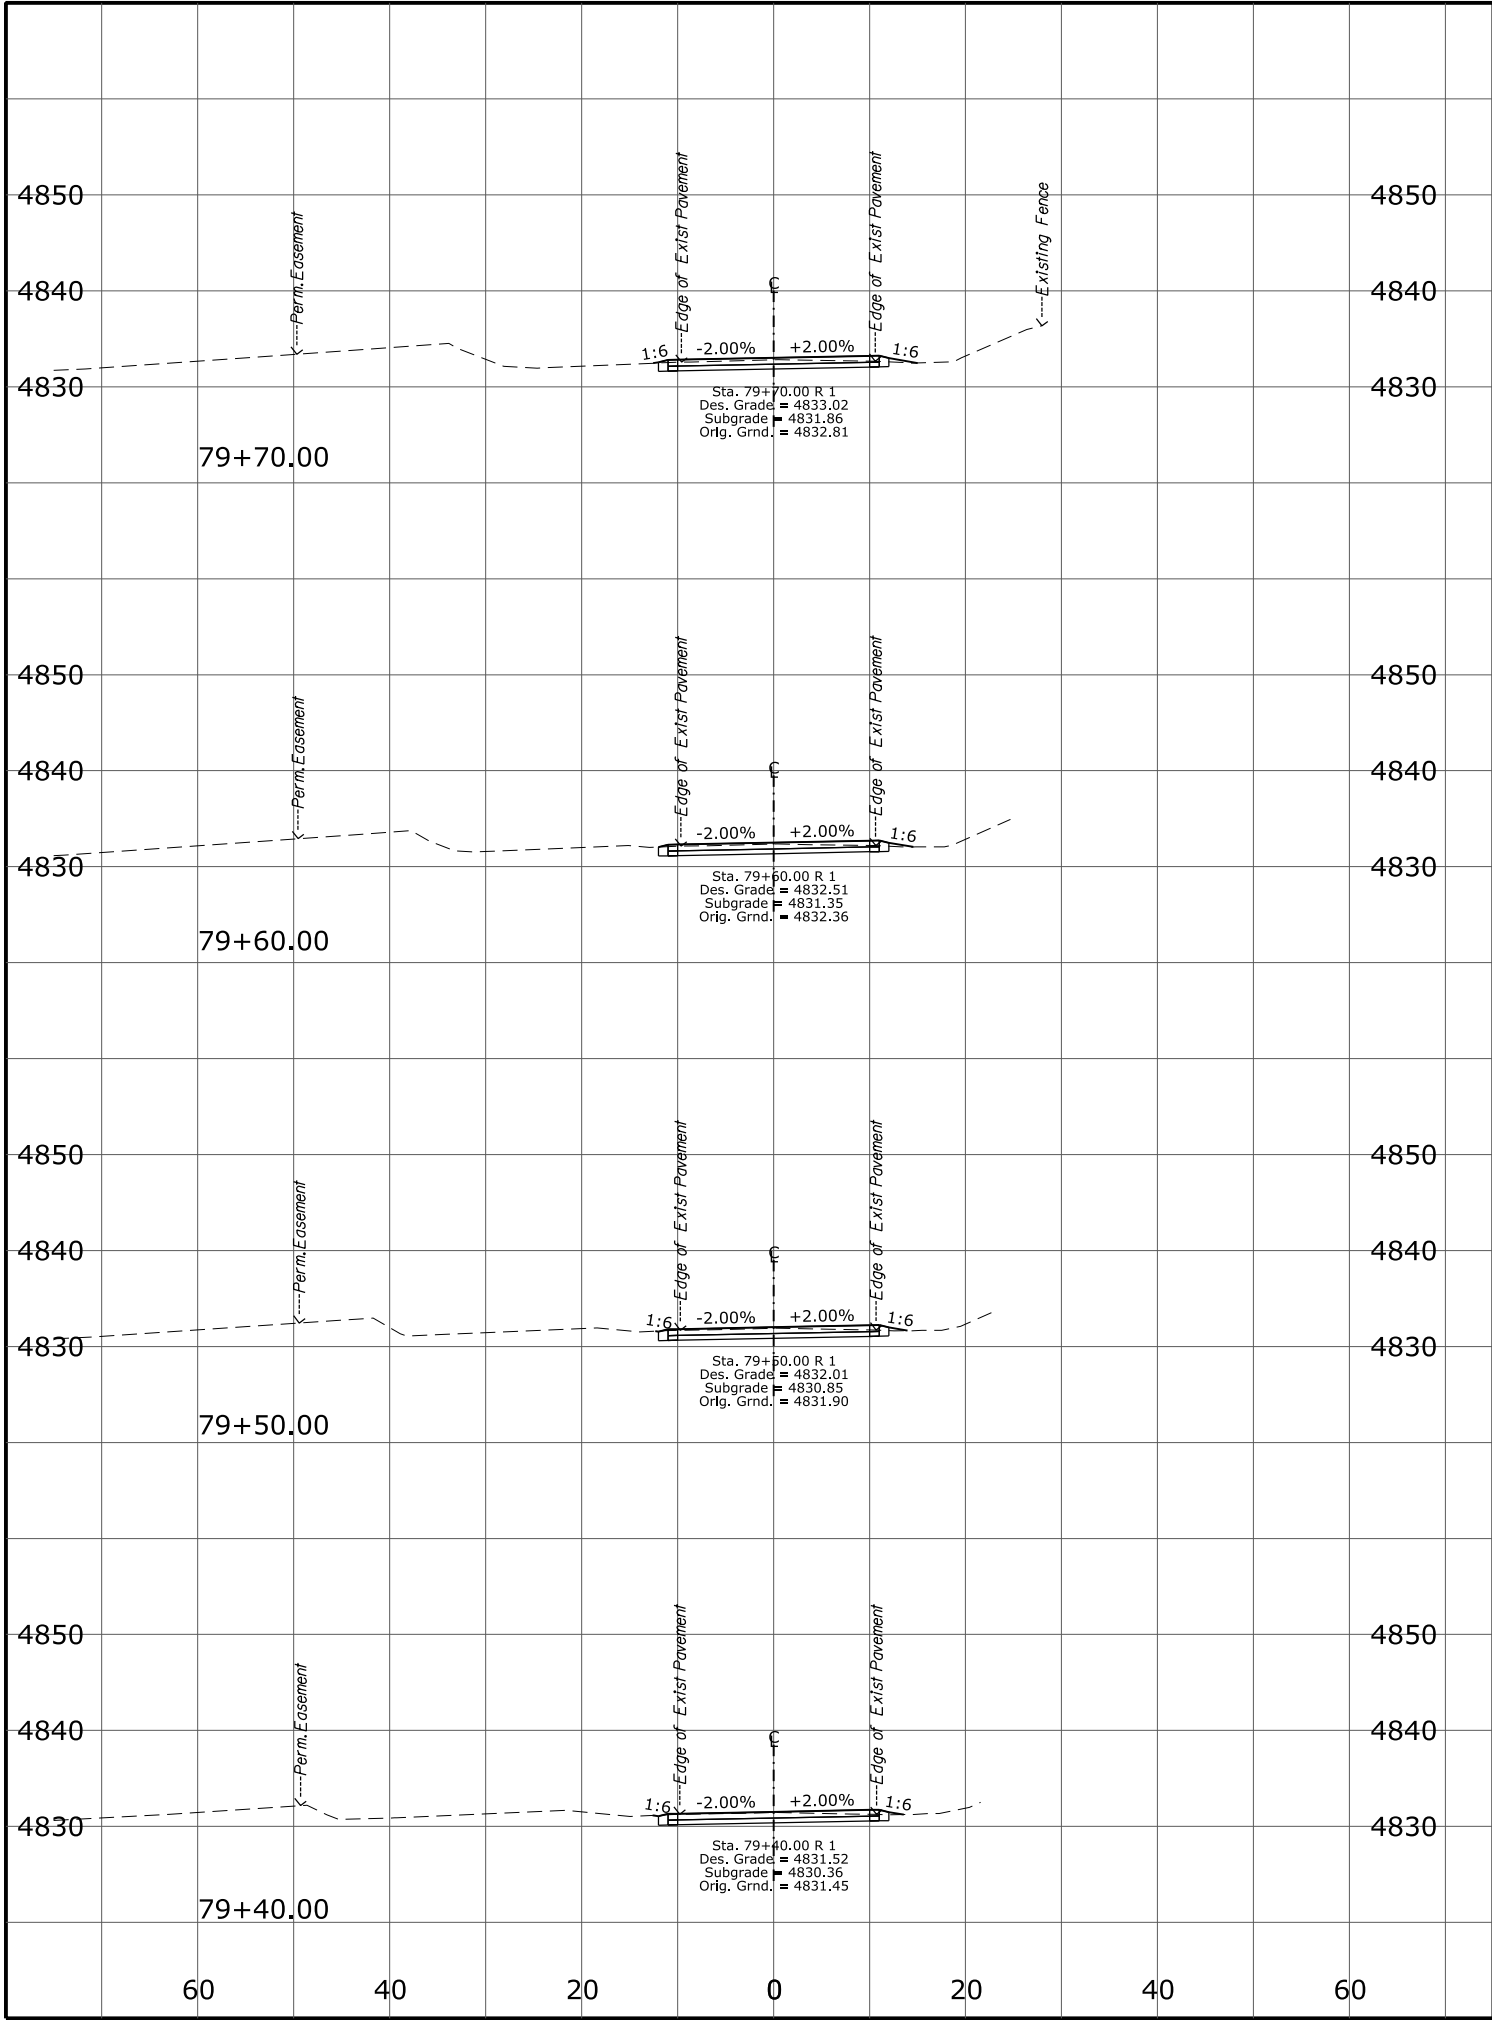 4850 4850
4840 4840
4830 4830
Perm.Easement
Edge of Exist Pavement
Edge of Exist Pavement
Existing Fence
CL
1:6 -2.00% +2.00% 1:6
Sta. 79+70.00 R 1
Des. Grade = 4833.02
Subgrade = 4831.86
Orig. Grnd. = 4832.81
79+70.00
4850 4850
4840 4840
4830 4830
Perm.Easement
Edge of Exist Pavement
Edge of Exist Pavement
CL
-2.00% +2.00% 1:6
Sta. 79+60.00 R 1
Des. Grade = 4832.51
Subgrade = 4831.35
Orig. Grnd. = 4832.36
79+60.00
4850 4850
4840 4840
4830 4830
Perm.Easement
Edge of Exist Pavement
Edge of Exist Pavement
CL
1:6 -2.00% +2.00% 1:6
Sta. 79+50.00 R 1
Des. Grade = 4832.01
Subgrade = 4830.85
Orig. Grnd. = 4831.90
79+50.00
4850 4850
4840 4840
4830 4830
Perm.Easement
Edge of Exist Pavement
Edge of Exist Pavement
CL
1:6 -2.00% +2.00% 1:6
Sta. 79+40.00 R 1
Des. Grade = 4831.52
Subgrade = 4830.36
Orig. Grnd. = 4831.45
79+40.00
60 40 20 0 20 40 60